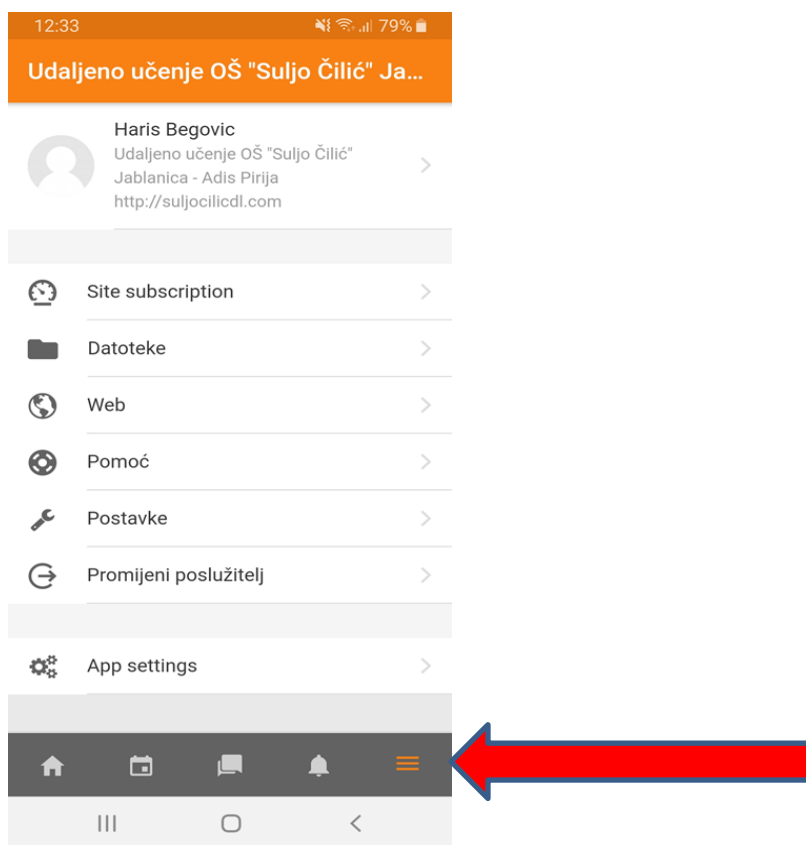 12:33
79%
Udaljeno učenje OŠ "Suljo Čilić" Ja...
Haris Begovic
Udaljeno učenje OŠ "Suljo Čilić"
Jablanica - Adis Pirija
http://suljocilicdl.com
Site subscription
Datoteke
Web
Pomoć
Postavke
Promijeni poslužitelj
App settings